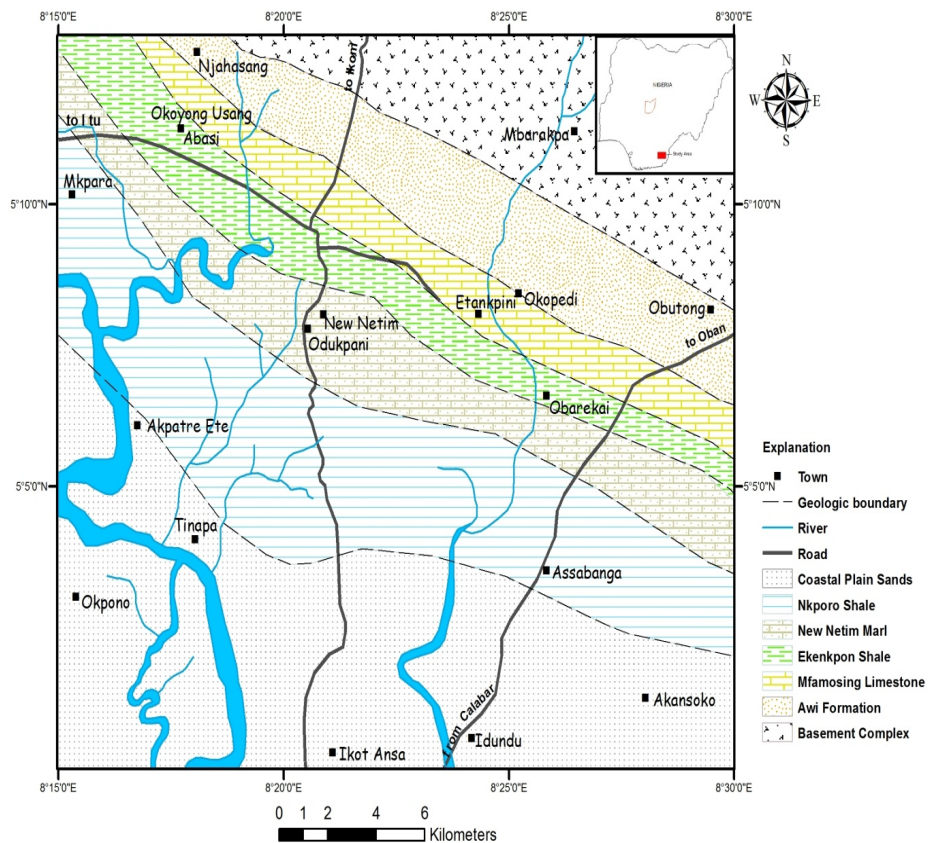 8°15'0"E
8°20'0"E
8°25'0"E
8°30'0"E
Njahasang
to Ikom
NIGERIA
Study Area
N
W
E
S
Okoyong Usang
Abasi
to Itu
Mbarakpa
Mkpara
5°10'0"N
5°10'0"N
Etankpini
Okopedi
Obutong
New Netim
Odukpani
to Oban
Obarekai
Akpatre Ete
Explanation
Town
5°5'0"N
5°5'0"N
Geologic boundary
River
Tinapa
Road
Assabanga
Coastal Plain Sands
Okpono
Nkporo Shale
New Netim Marl
Ekenkpon Shale
Mfamosing Limestone
Akansoko
from Calabar
Awi Formation
Idundu
Basement Complex
Ikot Ansa
8°15'0"E
8°20'0"E
8°25'0"E
8°30'0"E
0 1 2 4 6
Kilometers